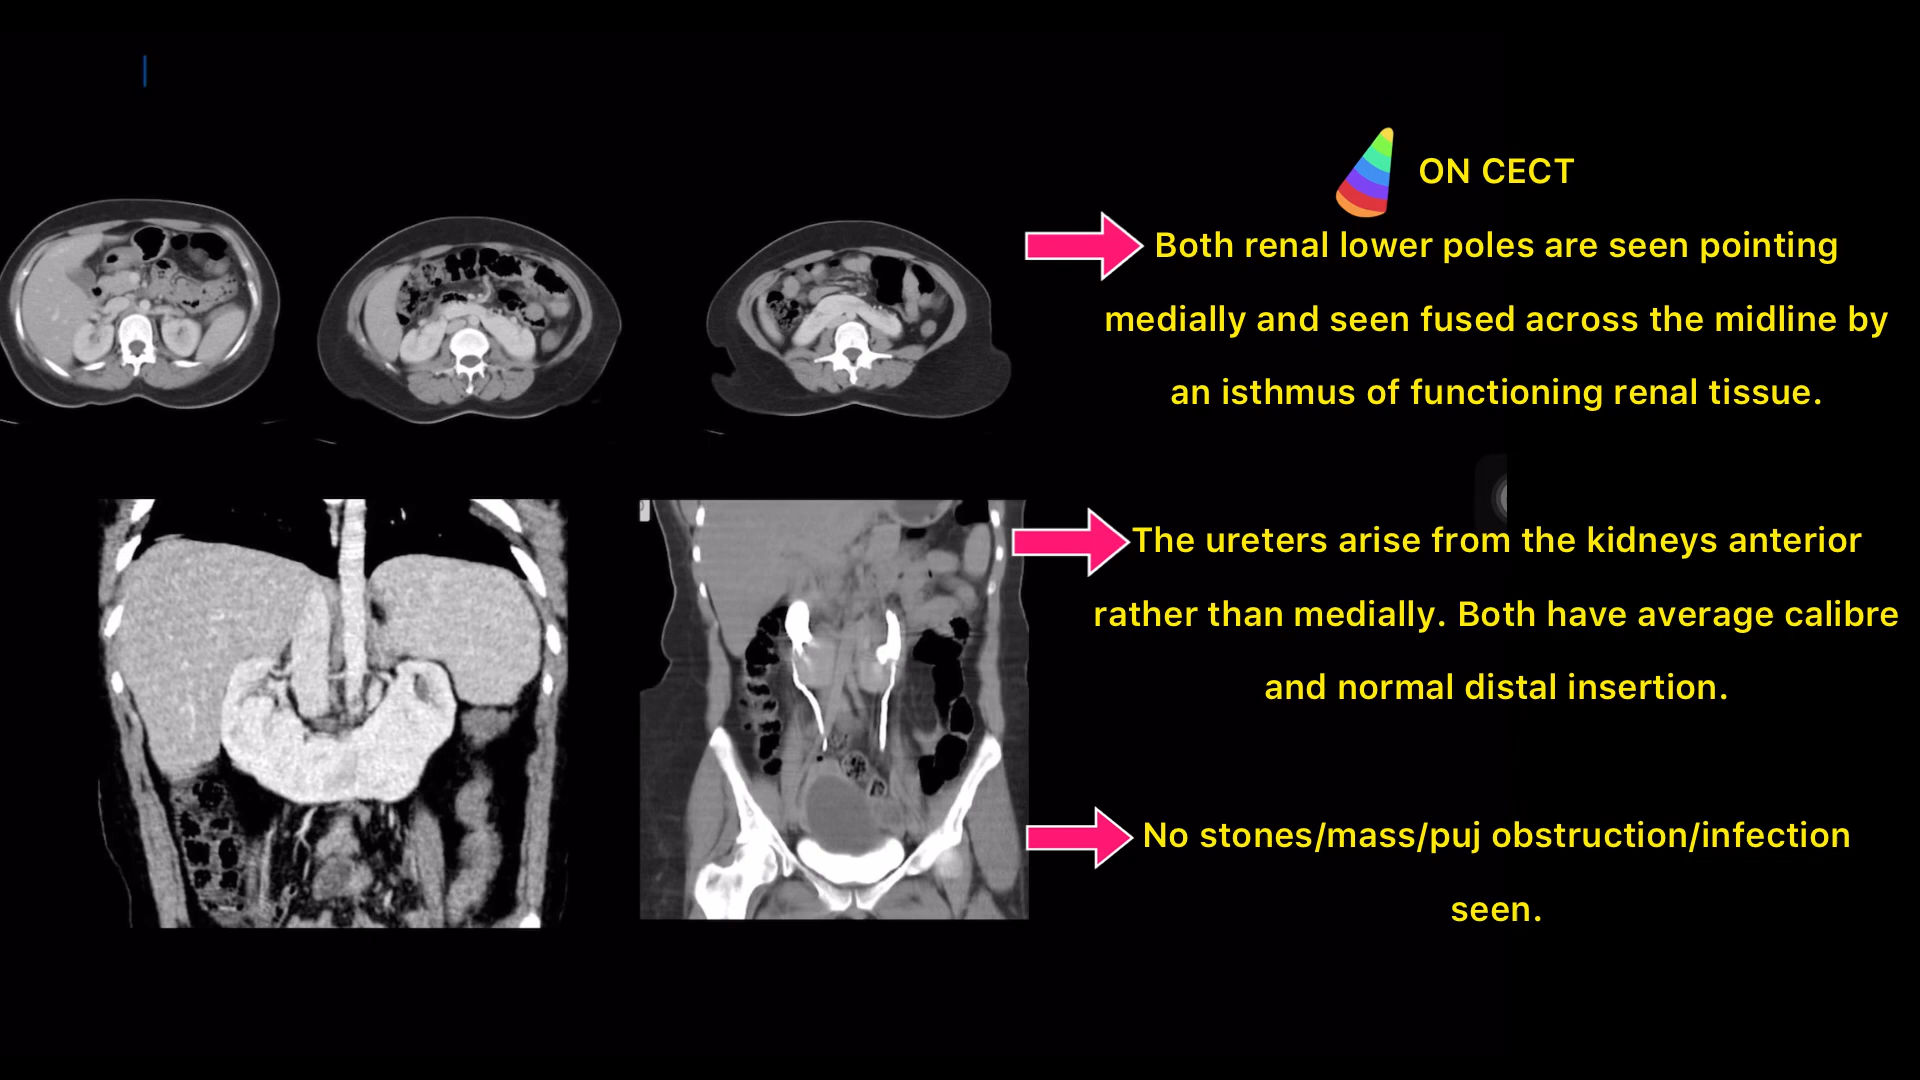 ON CECT
Both renal lower poles are seen pointing
medially and seen fused across the midline by
an isthmus of functioning renal tissue.
The ureters arise from the kidneys anterior
rather than medially. Both have average calibre
and normal distal insertion.
No stones/mass/puj obstruction/infection
seen.